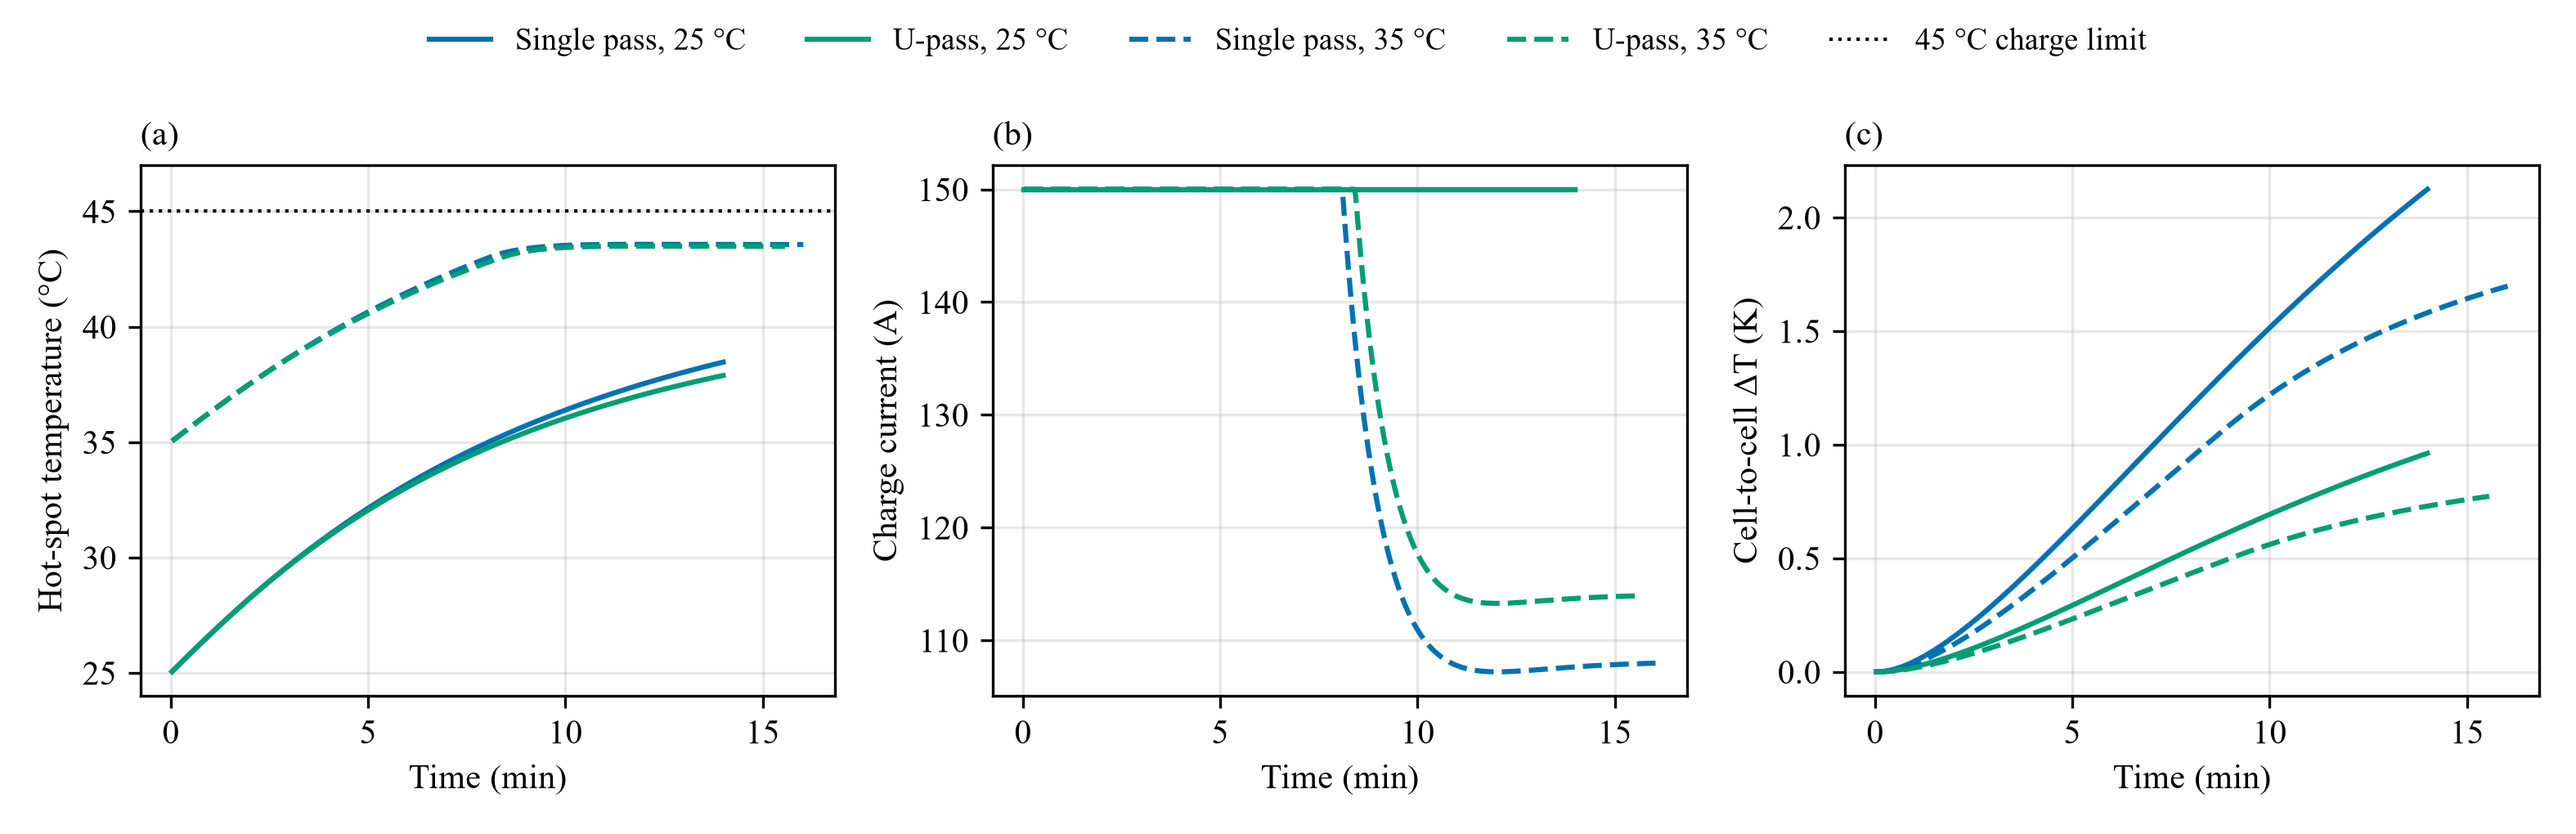 Single pass, 25 °C
U-pass, 25 °C
Single pass, 35 °C
U-pass, 35 °C
45 °C charge limit
(a)
45
40
35
30
25
Hot-spot temperature (°C)
0 5 10 15
Time (min)
(b)
150
140
130
120
110
Charge current (A)
0 5 10 15
Time (min)
(c)
2.0
1.5
1.0
0.5
0.0
Cell-to-cell ΔT (K)
0 5 10 15
Time (min)